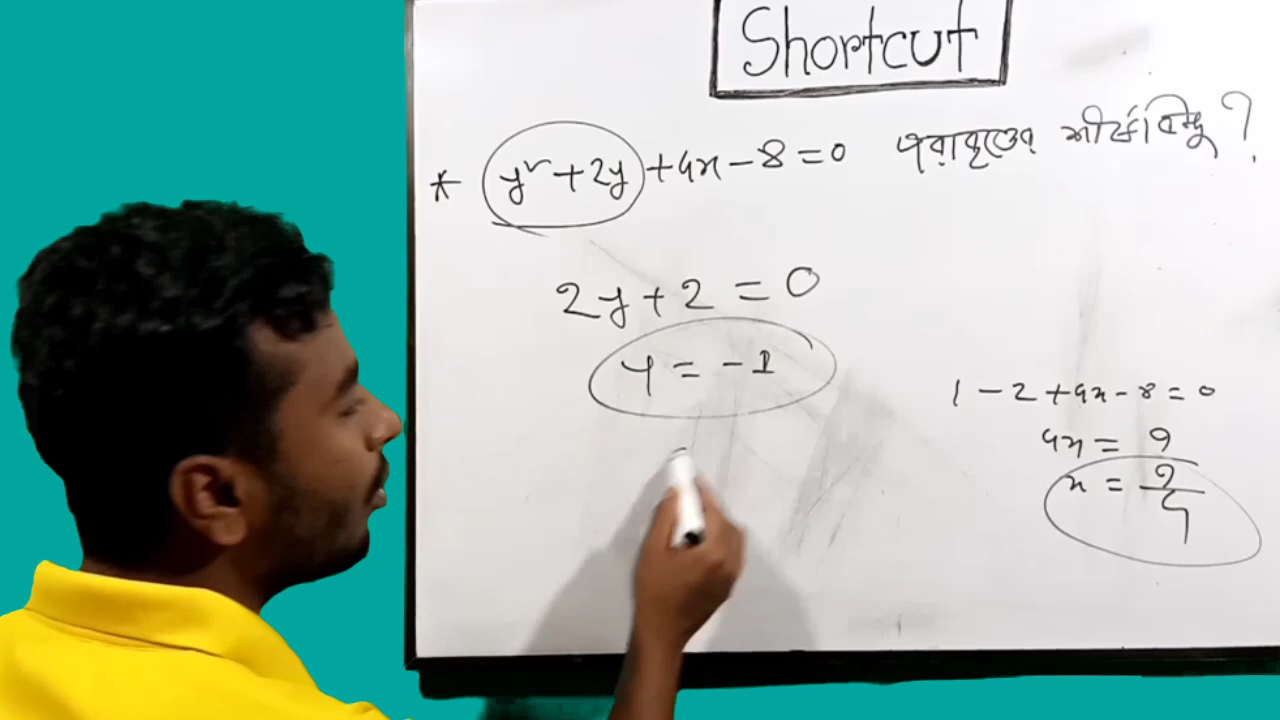 Shortcut
* y² + 2y + 4x - 8 = 0 পরাবৃত্তের শীর্ষবিন্দু ?
2y + 2 = 0
y = -1
1 - 2 + 4x - 8 = 0
4x = 9
x = 9/4